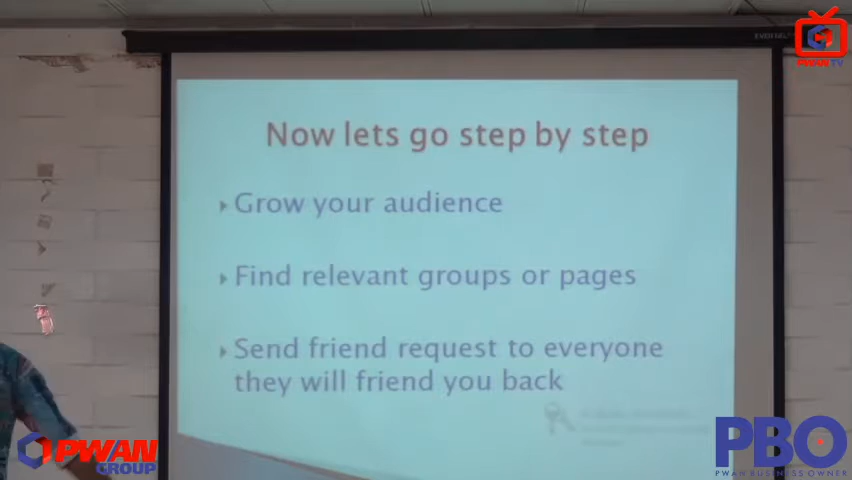 PWAN TV
Now lets go step by step
Grow your audience
Find relevant groups or pages
Send friend request to everyone
they will friend you back
PWAN
GROUP
PBO
PWAN BUSINESS OWNER